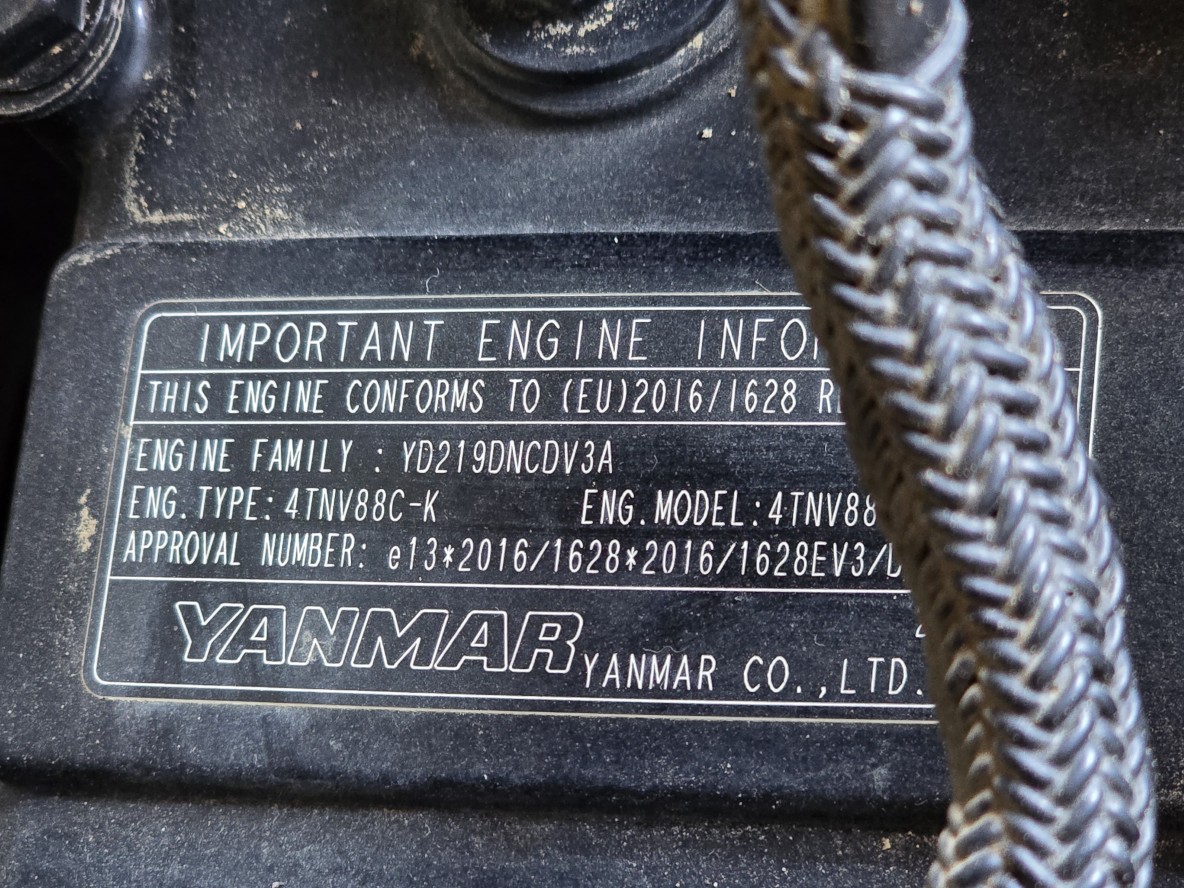 IMPORTANT ENGINE
THIS ENGINE CONFORMS TO (EU)2016/1628
ENGINE FAMILY : YD219DNCDV3A
ENG.TYPE: 4TNV88C-K ENG.MODEL:4TNV88
APPROVAL NUMBER: e13*2016/1628*2016/1628EV3/D
YANMAR
YANMAR CO.,LTD.